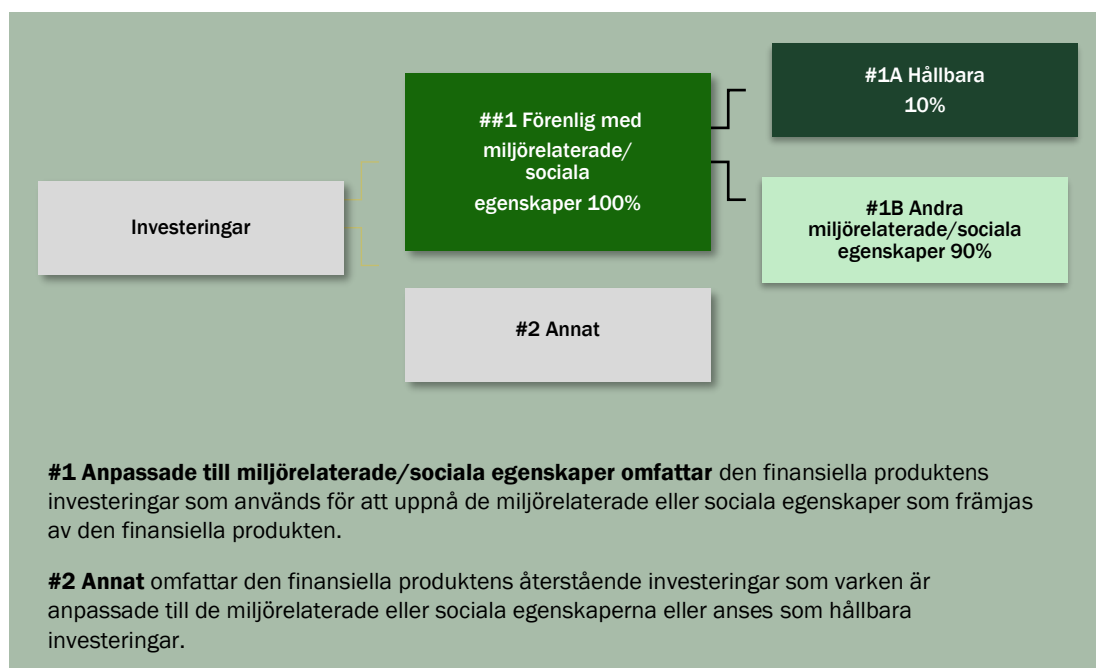 Investeringar
##1 Förenlig med
miljörelaterade/
sociala
egenskaper 100%
#1A Hållbara
10%
#1B Andra
miljörelaterade/sociala
egenskaper 90%
#2 Annat
#1 Anpassade till miljörelaterade/sociala egenskaper omfattar den finansiella produktens
investeringar som används för att uppnå de miljörelaterade eller sociala egenskaper som främjas
av den finansiella produkten.
#2 Annat omfattar den finansiella produktens återstående investeringar som varken är
anpassade till de miljörelaterade eller sociala egenskaperna eller anses som hållbara
investeringar.